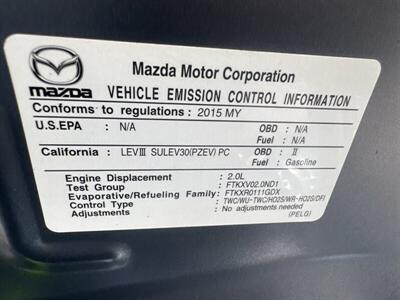 Mazda Motor Corporation
mazda VEHICLE EMISSION CONTROL INFORMATION
Conforms to regulations : 2015 MY
U.S.EPA : N/A OBD : N/A
Fuel : N/A
California : LEVⅢ SULEV30(PZEV) PC OBD : Ⅱ
Fuel : Gasoline
Engine Displacement : 2.0L
Test Group : FTKXV02.0ND1
Evaporative/Refueling Family: FTKXR0111GDX
Control Type : TWC/WU-TWC/HO2S/WR-HO2S/DFI
Adjustments : No adjustments needed
(PELG)